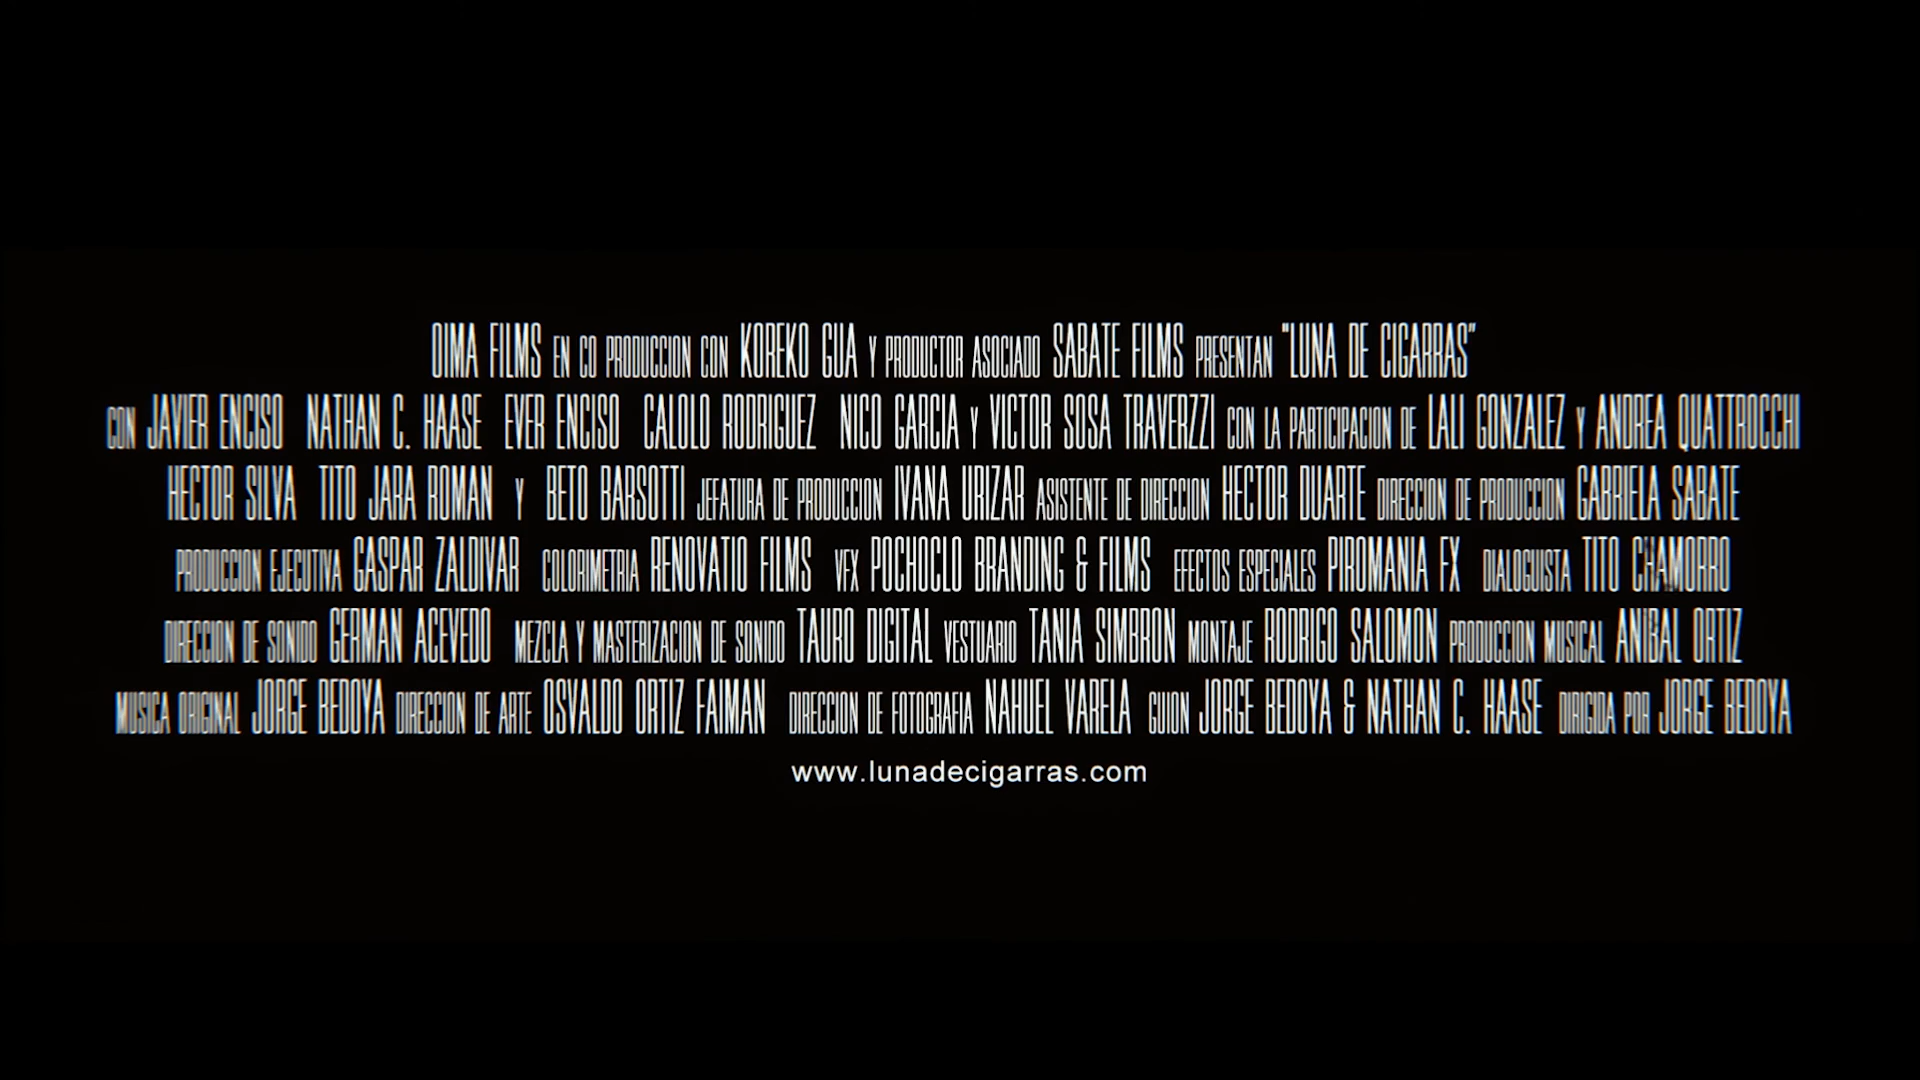 OIMA FILMS EN CO PRODUCCION CON KOREKO GUA Y PRODUCTOR ASOCIADO SABATE FILMS PRESENTAN "LUNA DE CIGARRAS"
CON JAVIER ENCISO NATHAN C. HAASE EVER ENCISO CALOLO RODRIGUEZ NICO GARCIA Y VICTOR SOSA TRAVERZZI CON LA PARTICIPACION DE LALI GONZALEZ Y ANDREA QUATTROCCHI
HECTOR SILVA TITO JARA ROMAN Y BETO BARSOTTI JEFATURA DE PRODUCCION IVANA URIZAR ASISTENTE DE DIRECCION HECTOR DUARTE DIRECCION DE PRODUCCION GABRIELA SABATE
PRODUCCION EJECUTIVA GASPAR ZALDIVAR COLORIMETRIA RENOVATIO FILMS VFX POCHOCLO BRANDING & FILMS EFECTOS ESPECIALES PIROMANIA FX DIALOGUISTA TITO CHAMORRO
DIRECCION DE SONIDO GERMAN ACEVEDO MEZCLA Y MASTERIZACION DE SONIDO TAURO DIGITAL VESTUARIO TANIA SIMBRON MONTAJE RODRIGO SALOMON PRODUCCION MUSICAL ANIBAL ORTIZ
MUSICA ORIGINAL JORGE BEDOYA DIRECCION DE ARTE OSVALDO ORTIZ FAIMAN DIRECCION DE FOTOGRAFIA NAHUEL VARELA GUION JORGE BEDOYA & NATHAN C. HAASE DIRIGIDA POR JORGE BEDOYA
www.lunadecigarras.com